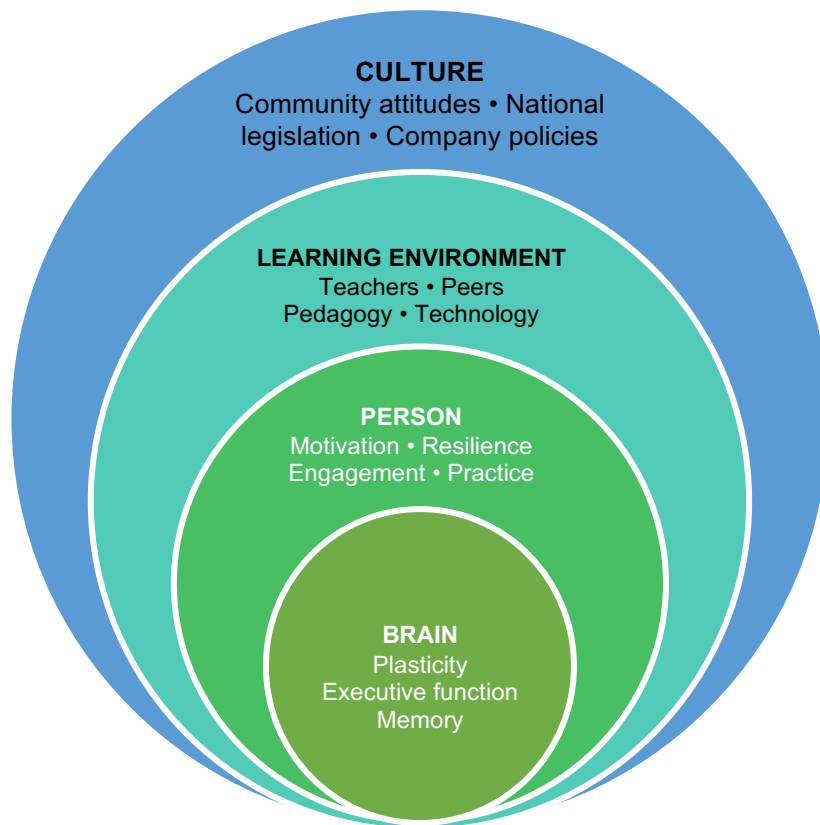 CULTURE
Community attitudes • National
legislation • Company policies
LEARNING ENVIRONMENT
Teachers • Peers
Pedagogy • Technology
PERSON
Motivation • Resilience
Engagement • Practice
BRAIN
Plasticity
Executive function
Memory